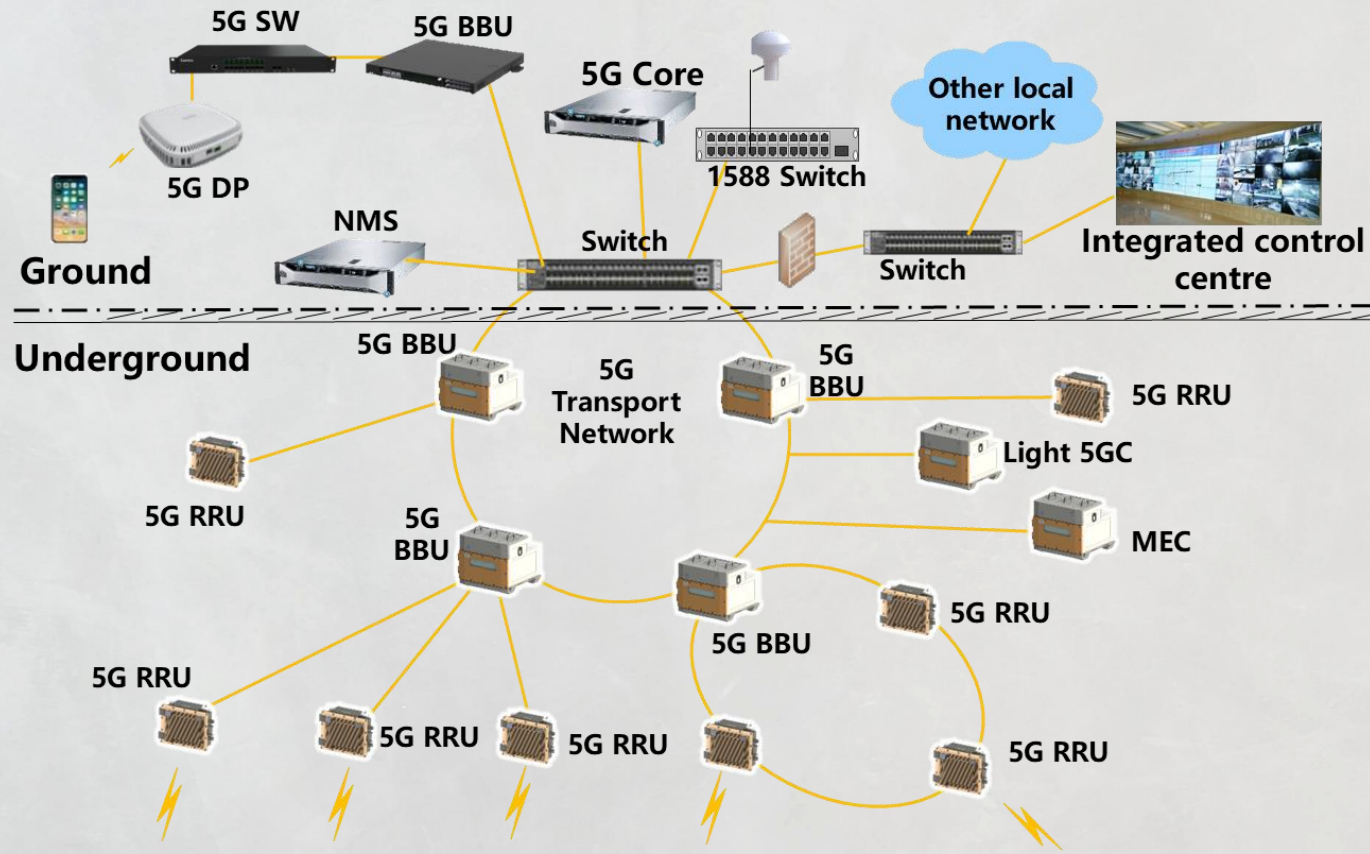 5G SW
5G BBU
5G Core
Other local
network
5G DP
1588 Switch
NMS
Switch
Switch
Integrated control
centre
Ground
Underground
5G BBU
5G
Transport
Network
5G
BBU
5G RRU
Light 5GC
5G RRU
5G
BBU
MEC
5G RRU
5G BBU
5G RRU
5G RRU
5G RRU
5G RRU